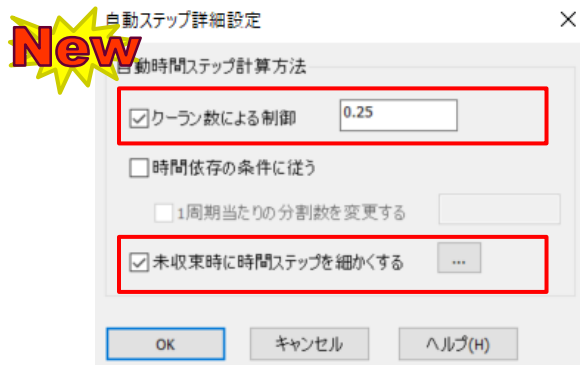 自動ステップ詳細設定
New
自動時間ステップ計算方法
クーラン数による制御 0.25
時間依存の条件に従う
1周期当たりの分割数を変更する
未収束時に時間ステップを細かくする ...
OK キャンセル ヘルプ(H)